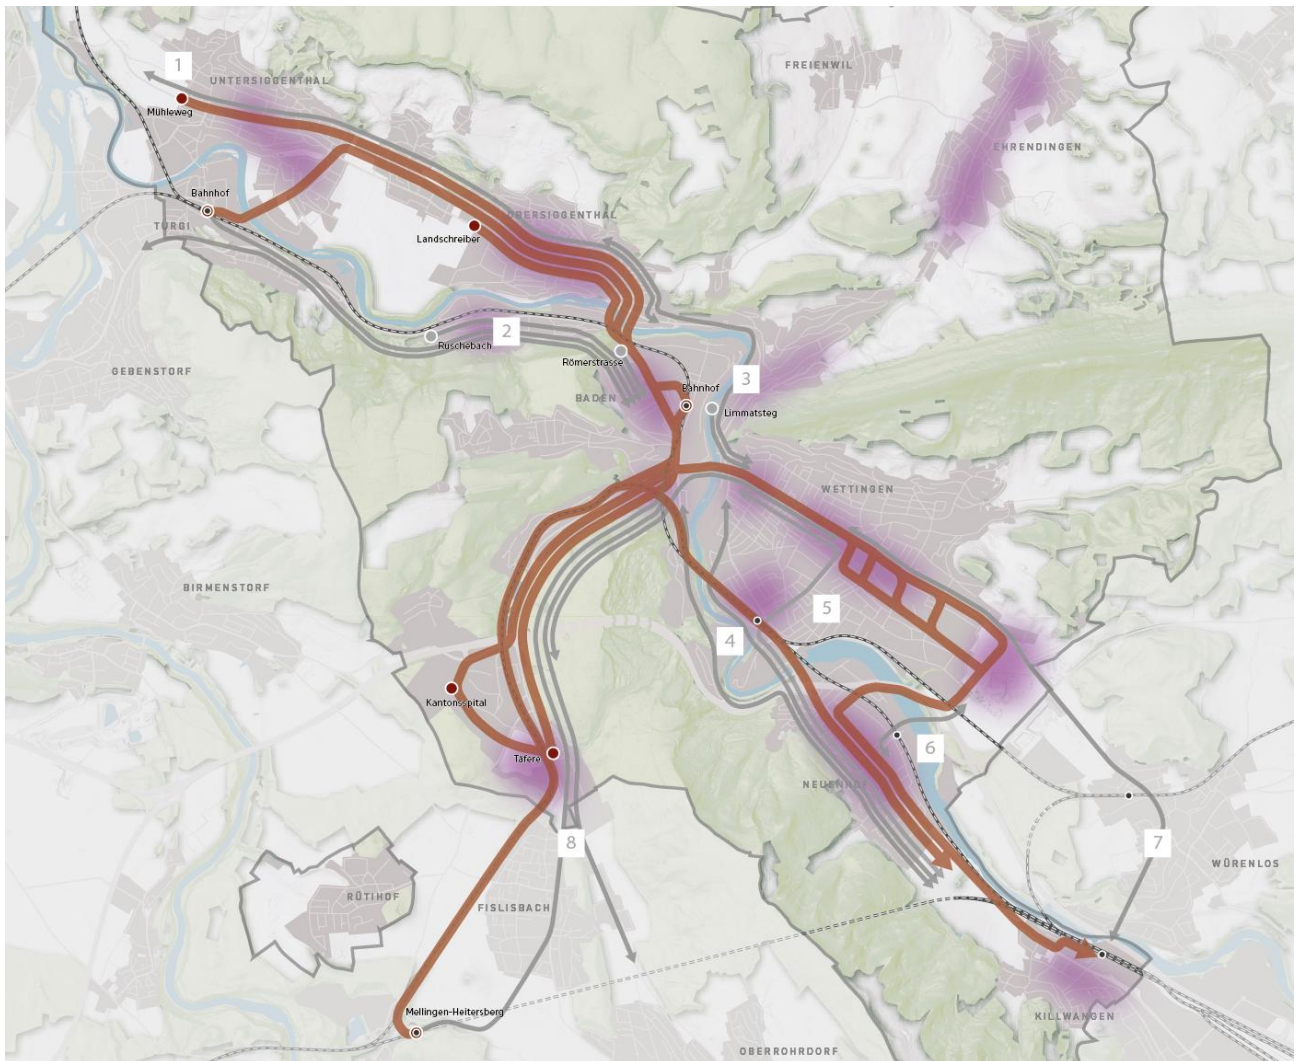 FREIENWIL
1
UNTERSIGGENTHAL
Mühleweg
EHRENDINGEN
Bahnhof
OBERSIGGENTHAL
TURGI
Landschreiber
2
Ruschebach
Römerstrasse
GEBENSTORF
3
Bahnhof
BADEN
Limmatsteg
WETTINGEN
BIRMENSTORF
5
4
Kantonsspital
6
Täfere
NEUENHOF
8
7
WÜRENLOS
RÜTIHOF
FISLISBACH
Mellingen-Heitersberg
KILLWANGEN
OBERROHRDORF